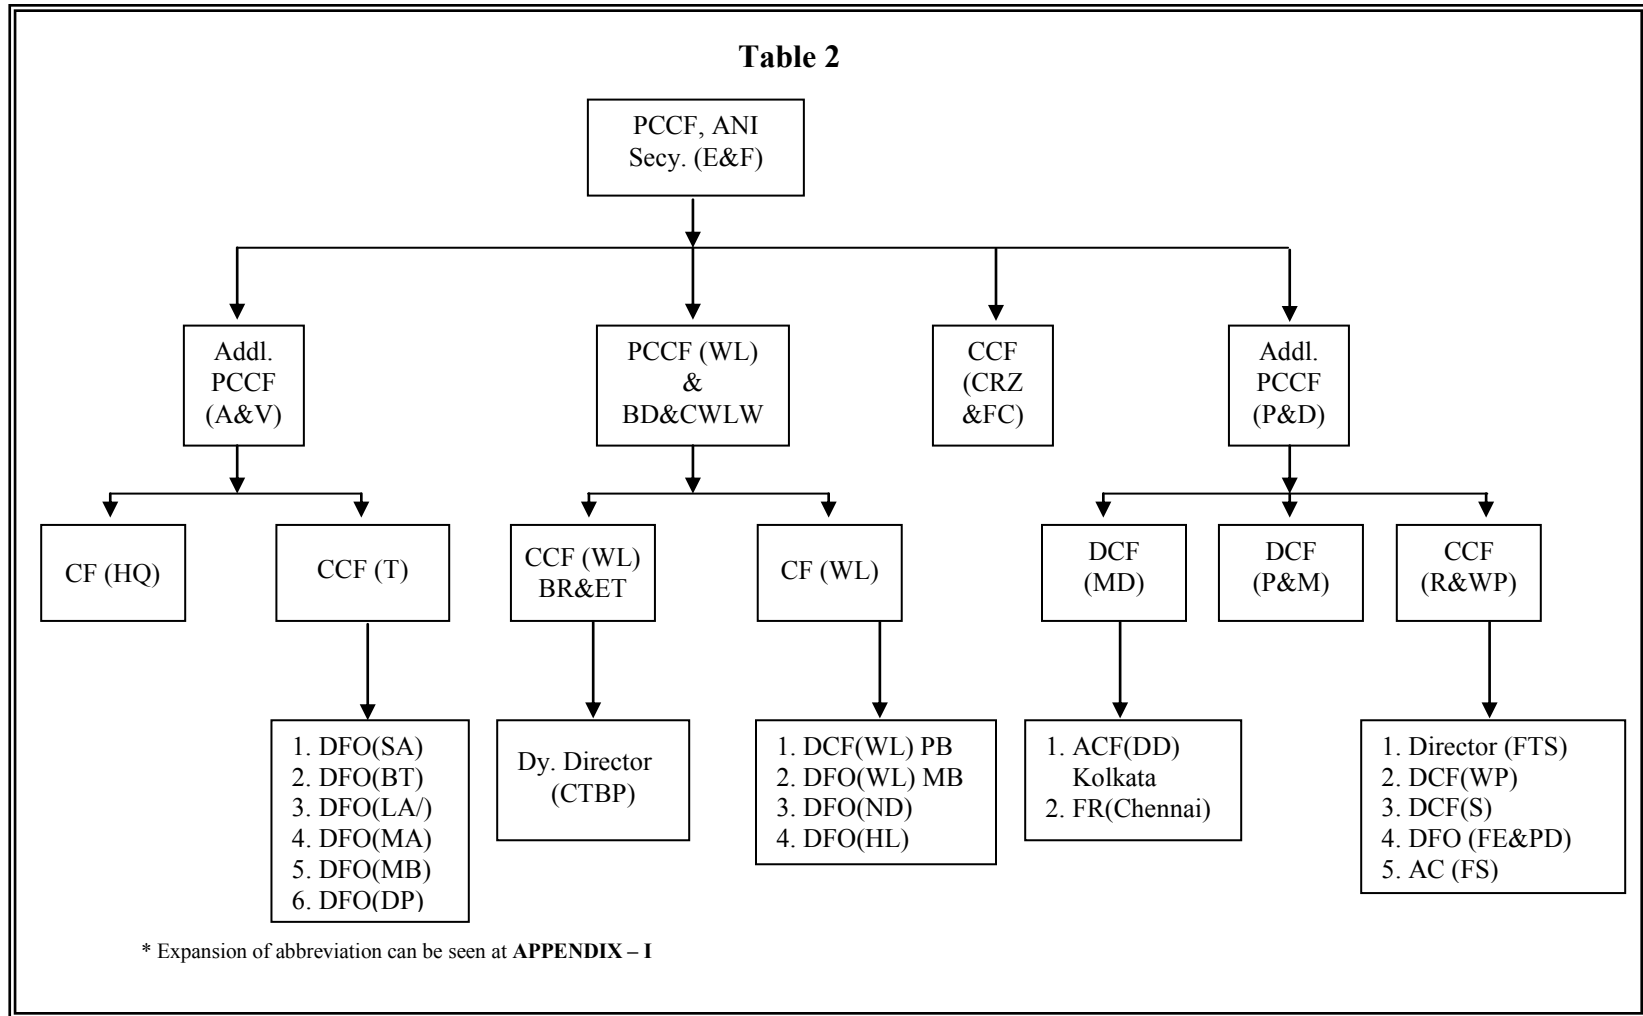 Table 2
PCCF, ANI
Secy. (E&F)
Addl.
PCCF
(A&V)
PCCF (WL)
&
BD&CWLW
CCF
(CRZ
&FC)
Addl.
PCCF
(P&D)
CF (HQ)
CCF (T)
CCF (WL)
BR&ET
CF (WL)
DCF
(MD)
DCF
(P&M)
CCF
(R&WP)
1. DFO(SA)
2. DFO(BT)
3. DFO(LA/)
4. DFO(MA)
5. DFO(MB)
6. DFO(DP)
Dy. Director
(CTBP)
1. DCF(WL) PB
2. DFO(WL) MB
3. DFO(ND)
4. DFO(HL)
1. ACF(DD)
Kolkata
2. FR(Chennai)
1. Director (FTS)
2. DCF(WP)
3. DCF(S)
4. DFO (FE&PD)
5. AC (FS)
* Expansion of abbreviation can be seen at APPENDIX – I